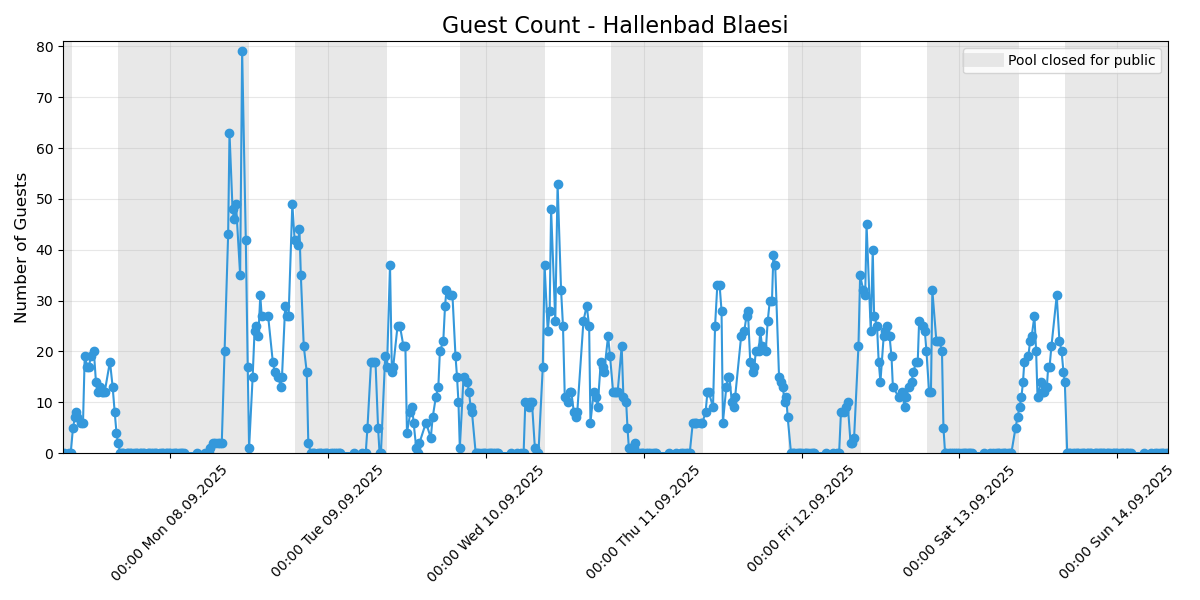 Guest Count - Hallenbad Blaesi
Pool closed for public
Number of Guests
80
70
60
50
40
30
20
10
0
00:00 Mon 08.09.2025
00:00 Tue 09.09.2025
00:00 Wed 10.09.2025
00:00 Thu 11.09.2025
00:00 Fri 12.09.2025
00:00 Sat 13.09.2025
00:00 Sun 14.09.2025